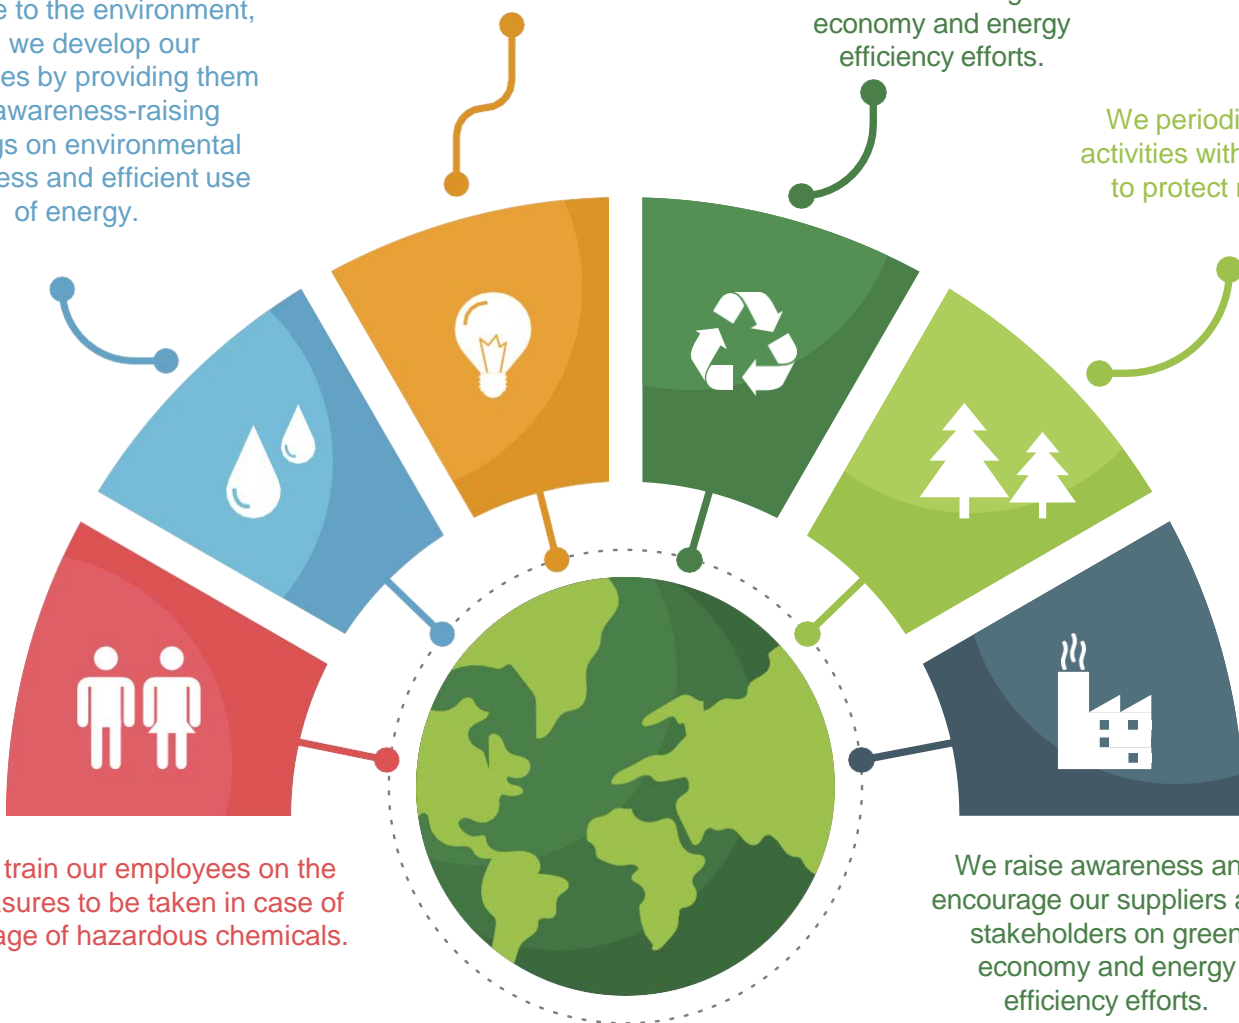 e to the environment,
we develop our
es by providing them
awareness-raising
gs on environmental
ess and efficient use
of energy.
economy and energy
efficiency efforts.
We periodi
activities with
to protect
train our employees on the
sures to be taken in case of
age of hazardous chemicals.
We raise awareness an
encourage our suppliers a
stakeholders on green
economy and energy
efficiency efforts.